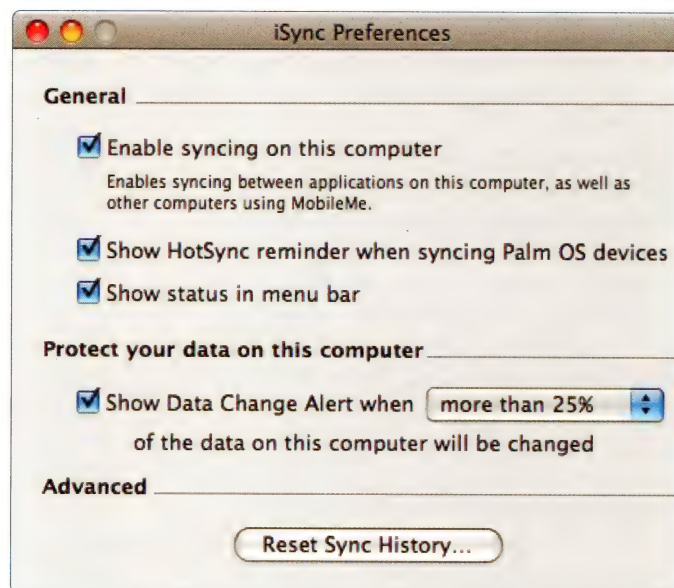 iSync Preferences
General
Enable syncing on this computer
Enables syncing between applications on this computer, as well as
other computers using MobileMe.
Show HotSync reminder when syncing Palm OS devices
Show status in menu bar
Protect your data on this computer
Show Data Change Alert when more than 25%
of the data on this computer will be changed
Advanced
Reset Sync History...